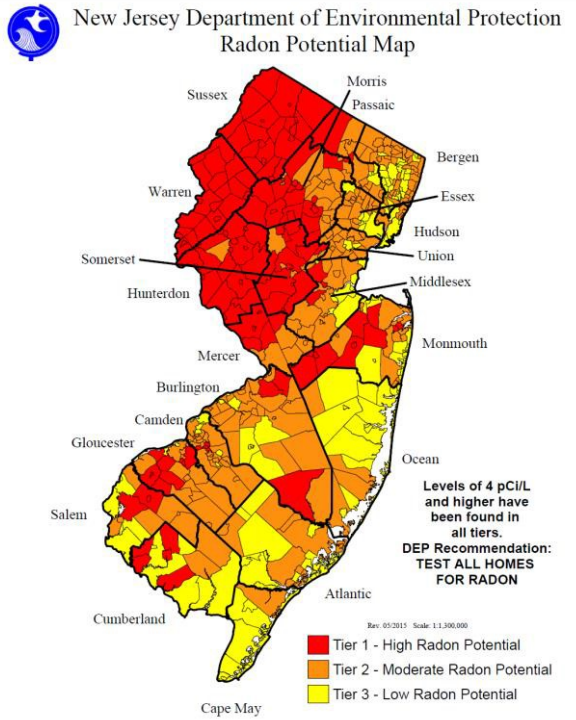 New Jersey Department of Environmental Protection
Radon Potential Map
Morris
Sussex
Passaic
Bergen
Warren
Essex
Hudson
Somerset
Union
Middlesex
Hunterdon
Monmouth
Mercer
Burlington
Camden
Gloucester
Ocean
Levels of 4 pCi/L
and higher have
been found in
all tiers.
DEP Recommendation:
TEST ALL HOMES
FOR RADON
Salem
Atlantic
Cumberland
Rev. 05/2015 Scale: 1:1,300,000
Tier 1 - High Radon Potential
Tier 2 - Moderate Radon Potential
Tier 3 - Low Radon Potential
Cape May